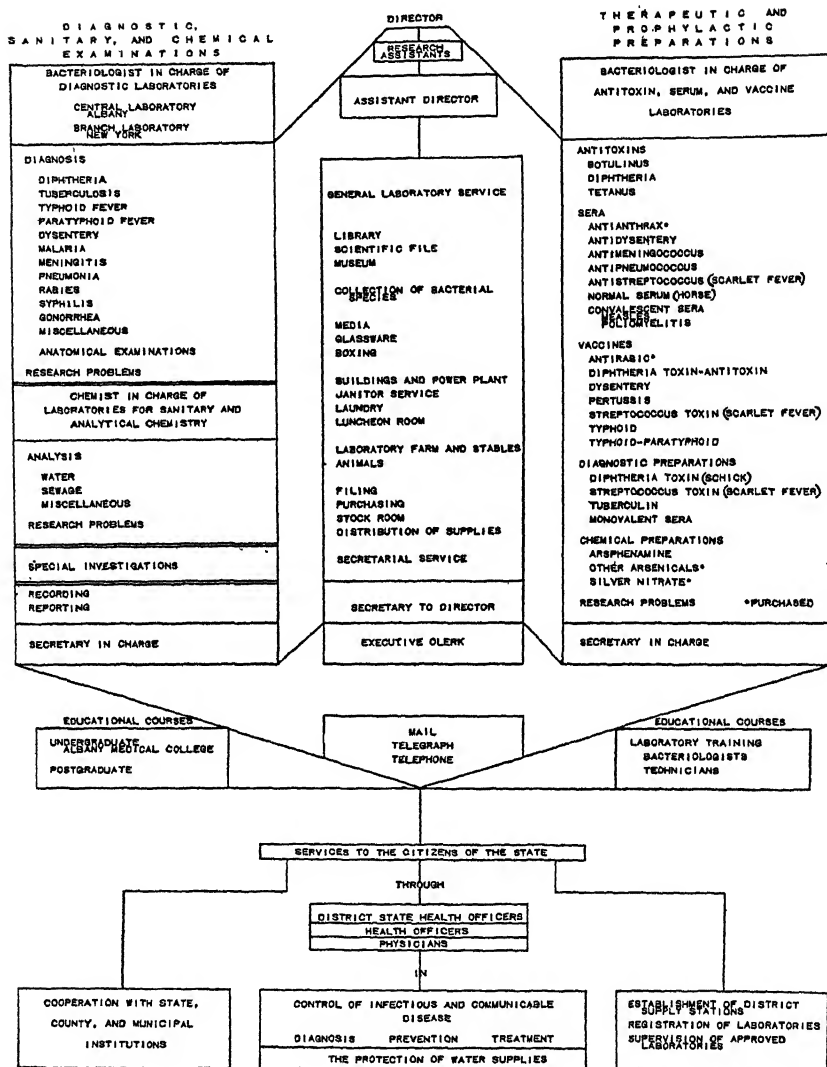 DIAGNOSTIC,
SANITARY, AND CHEMICAL
EXAMINATIONS
BACTERIOLOGIST IN CHARGE OF
DIAGNOSTIC LABORATORIES
CENTRAL LABORATORY
ALBANY
BRANCH LABORATORY
NEW YORK
DIAGNOSIS
DIPHTHERIA
TUBERCULOSIS
TYPHOID FEVER
PARATYPHOID FEVER
DYSENTERY
MALARIA
MENINGITIS
PNEUMONIA
RABIES
SYPHILIS
GONORRHEA
MISCELLANEOUS
ANATOMICAL EXAMINATIONS
RESEARCH PROBLEMS
CHEMIST IN CHARGE OF
LABORATORIES FOR SANITARY AND
ANALYTICAL CHEMISTRY
ANALYSIS
WATER
SEWAGE
MISCELLANEOUS
RESEARCH PROBLEMS
SPECIAL INVESTIGATIONS
RECORDING
REPORTING
SECRETARY IN CHARGE
DIRECTOR
RESEARCH
ASSISTANTS
ASSISTANT DIRECTOR
GENERAL LABORATORY SERVICE
LIBRARY
SCIENTIFIC FILE
MUSEUM
COLLECTION OF BACTERIAL
SPECIES
MEDIA
GLASSWARE
BOXING
BUILDINGS AND POWER PLANT
JANITOR SERVICE
LAUNDRY
LUNCHEON ROOM
LABORATORY FARM AND STABLES
ANIMALS
FILING
PURCHASING
STOCK ROOM
DISTRIBUTION OF SUPPLIES
SECRETARIAL SERVICE
SECRETARY TO DIRECTOR
EXECUTIVE CLERK
THERAPEUTIC AND
PROPHYLACTIC
PREPARATIONS
BACTERIOLOGIST IN CHARGE OF
ANTITOXIN, SERUM, AND VACCINE
LABORATORIES
ANTITOXINS
BOTULINUS
DIPHTHERIA
TETANUS
SERA
ANTIANTHRAX*
ANTIDYSENTERY
ANTIMENINGOCOCCUS
ANTIPNEUMOCOCCUS
ANTISTREPTOCOCCUS (SCARLET FEVER)
NORMAL SERUM (HORSE)
CONVALESCENT SERA
MEASLES
POLIOMYELITIS
VACCINES
ANTIRABIC*
DIPHTHERIA TOXIN-ANTITOXIN
DYSENTERY
PERTUSSIS
STREPTOCOCCUS TOXIN (SCARLET FEVER)
TYPHOID
TYPHOID-PARATYPHOID
DIAGNOSTIC PREPARATIONS
DIPHTHERIA TOXIN (SCHICK)
STREPTOCOCCUS TOXIN (SCARLET FEVER)
TUBERCULIN
MONOVALENT SERA
CHEMICAL PREPARATIONS
ARSPHENAMINE
OTHER ARSENICALS*
SILVER NITRATE*
RESEARCH PROBLEMS *PURCHASED
SECRETARY IN CHARGE
EDUCATIONAL COURSES
UNDERGRADUATE
ALBANY MEDICAL COLLEGE
POSTGRADUATE
MAIL
TELEGRAPH
TELEPHONE
EDUCATIONAL COURSES
LABORATORY TRAINING
BACTERIOLOGISTS
TECHNICIANS
SERVICES TO THE CITIZENS OF THE STATE
THROUGH
DISTRICT STATE HEALTH OFFICERS
HEALTH OFFICERS
PHYSICIANS
IN
COOPERATION WITH STATE,
COUNTY, AND MUNICIPAL
INSTITUTIONS
CONTROL OF INFECTIOUS AND COMMUNICABLE
DISEASE
DIAGNOSIS PREVENTION TREATMENT
THE PROTECTION OF WATER SUPPLIES
ESTABLISHMENT OF DISTRICT
SUPPLY STATIONS
REGISTRATION OF LABORATORIES
SUPERVISION OF APPROVED
LABORATORIES